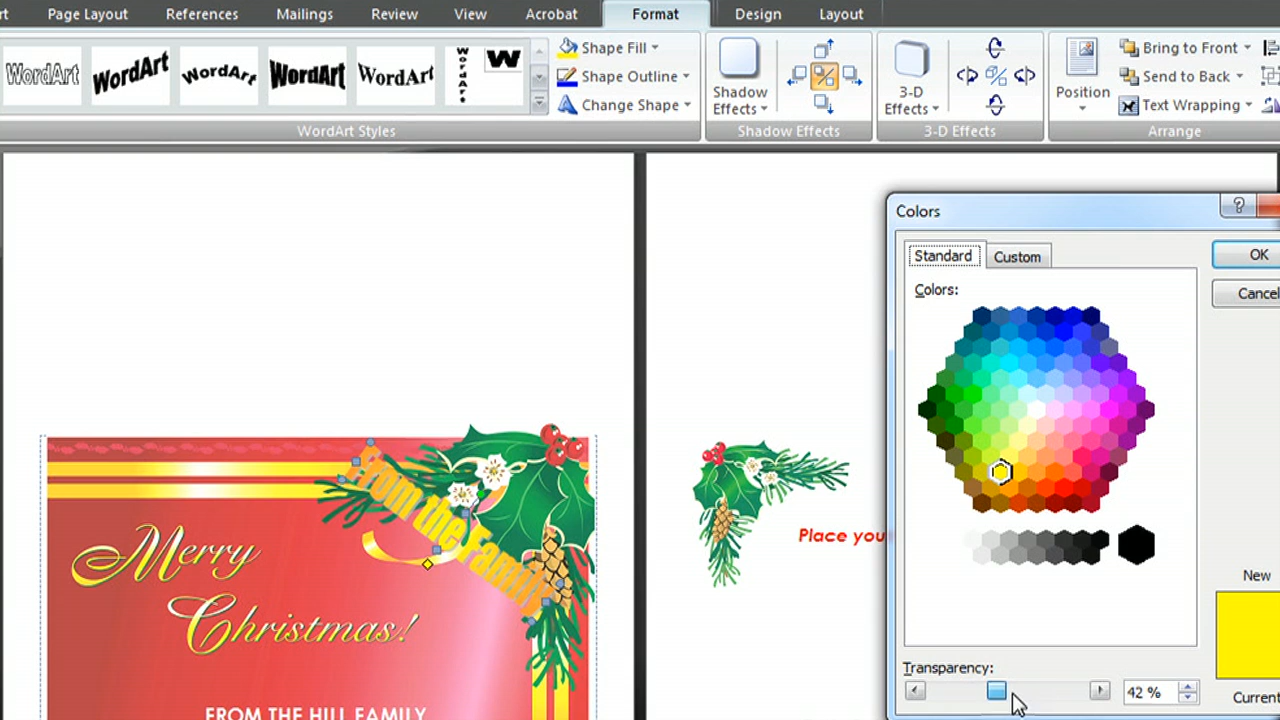 rt Page Layout References Mailings Review View Acrobat Format Design Layout
WordArt WordArt WordArt WordArt WordArt WordArt W
Shape Fill
Shape Outline
Change Shape
Shadow Effects
3-D Effects
Position
Bring to Front
Send to Back
Text Wrapping
WordArt Styles Shadow Effects 3-D Effects Arrange
Colors ?
Standard Custom
OK
Cancel
Colors:
New
Transparency:
42 %
Current
From the Family
Merry
Christmas!
FROM THE HILL FAMILY
Place you